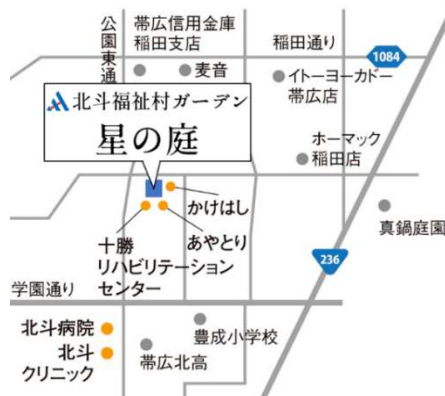 公園東通
帯広信用金庫
稲田支店
麦音
稲田通り
1084
イトーヨーカドー
帯広店
北斗福祉村ガーデン
星の庭
ホーマック
稲田店
かけはし
あやとり
十勝
リハビリテーション
センター
真鍋庭園
236
学園通り
北斗病院
北斗
クリニック
豊成小学校
帯広北高